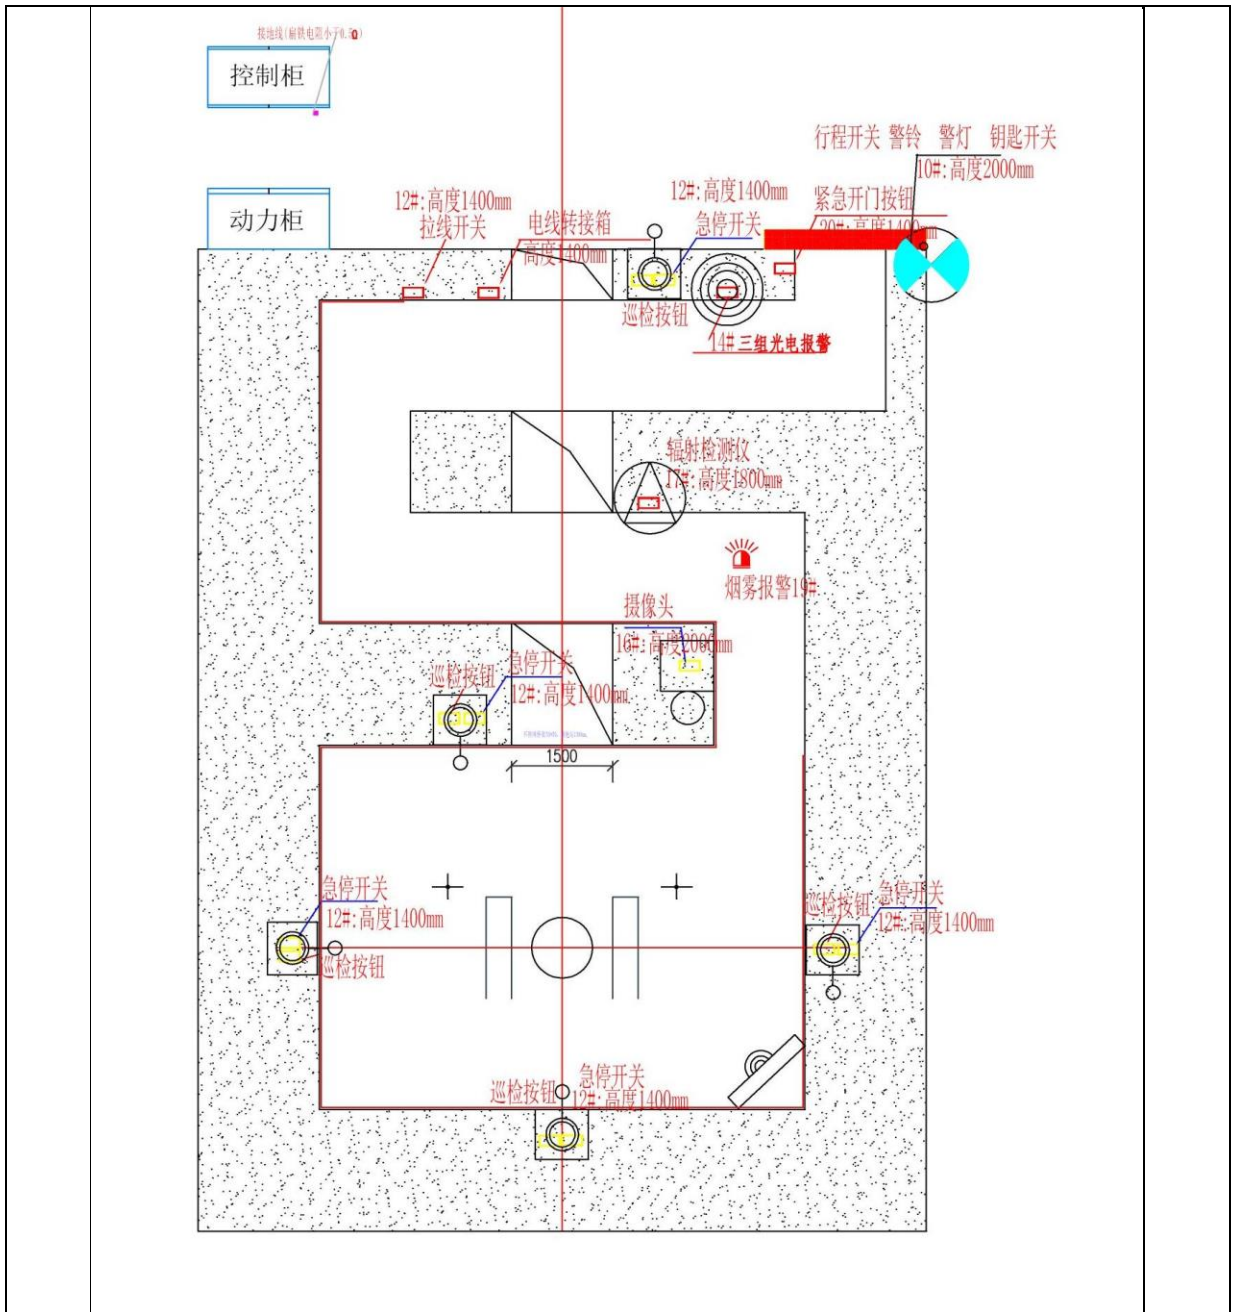 接地线(扁铁电阻小于0.5Ω)
控制柜
行程开关 警铃 警灯 钥匙开关
10#:高度2000mm
12#:高度1400mm
拉线开关
12#:高度1400mm
急停开关
紧急开门按钮
20#:高度1400mm
动力柜
电线转接箱
高度1400mm
巡检按钮
14#三组光电报警
辐射检测仪
17#:高度1800mm
烟雾报警19#
摄像头
16#:高度2000mm
巡检按钮
急停开关
12#:高度1400mm
1500
急停开关
12#:高度1400mm
巡检按钮
巡检按钮
急停开关
12#:高度1400mm
巡检按钮
急停开关
12#:高度1400mm